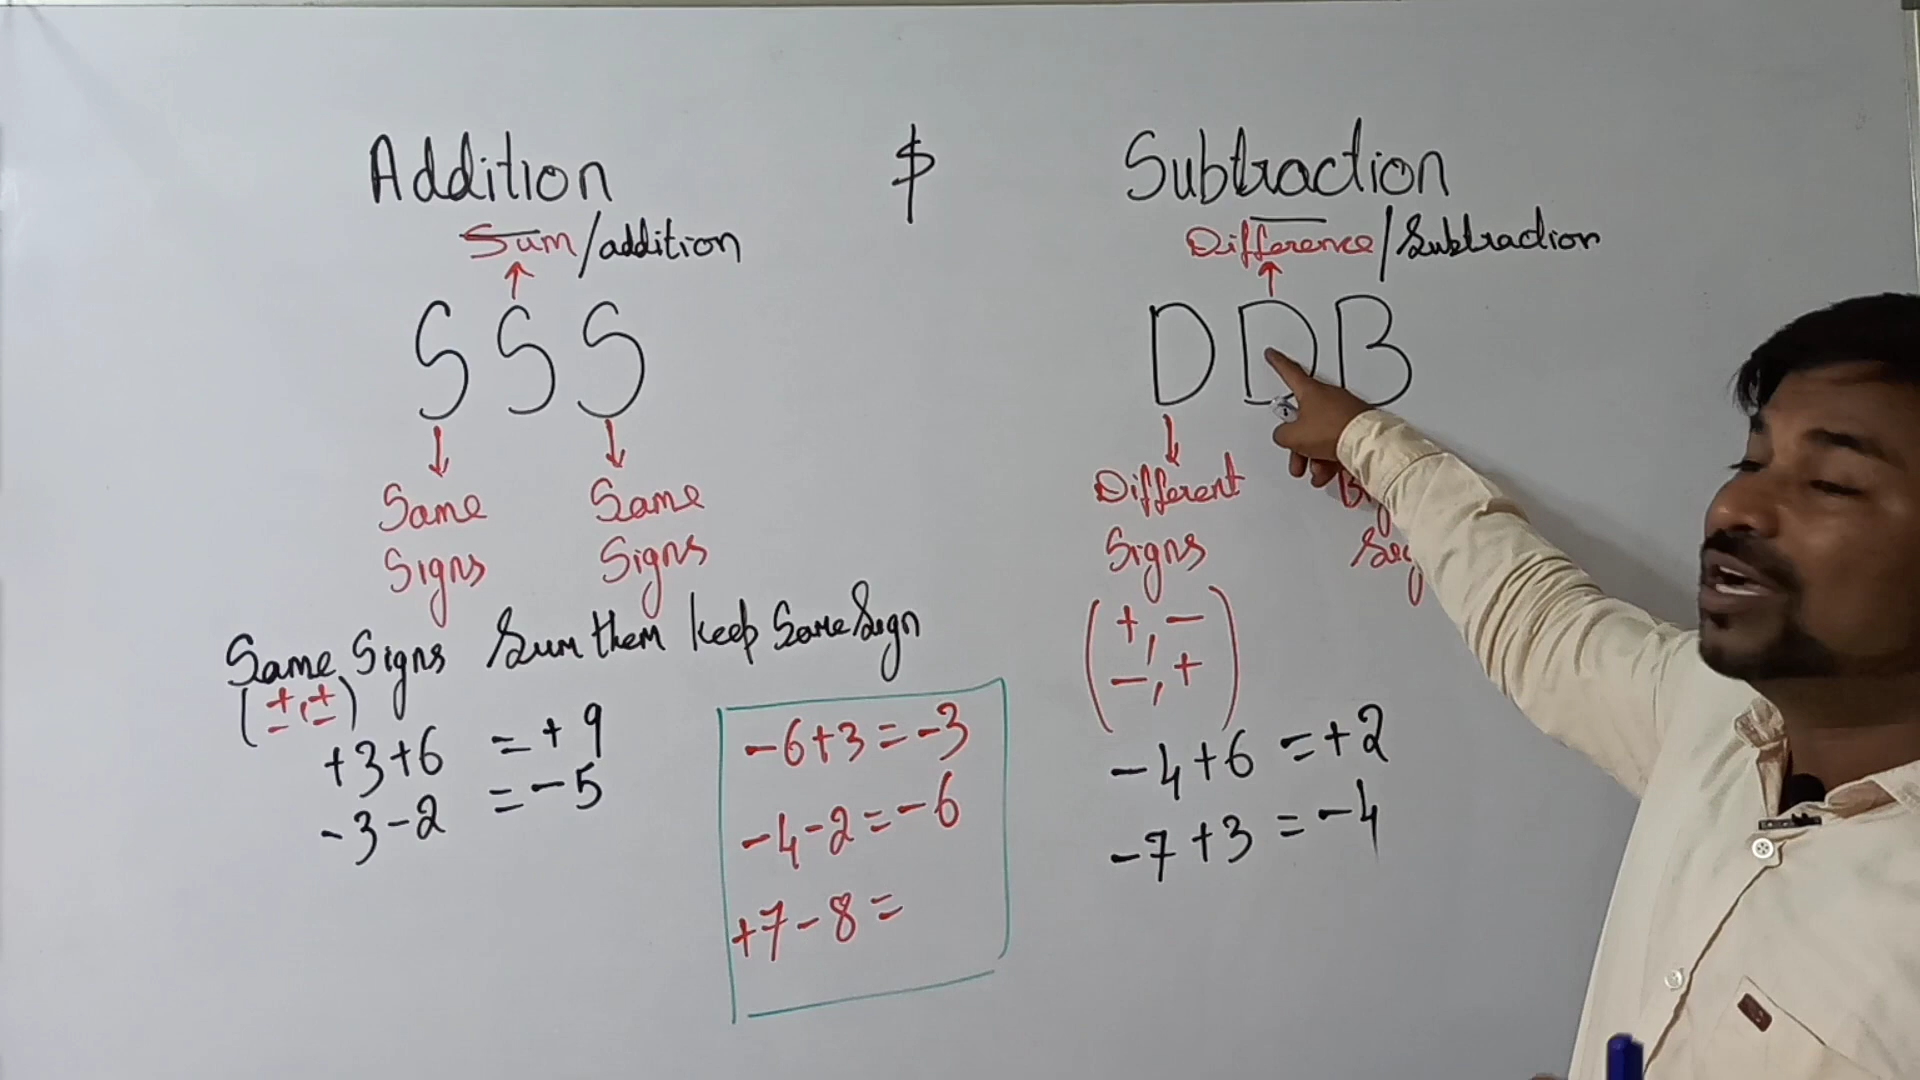 Addition $ Subtraction
Sum/addition
Difference/Subtraction
SSS
DDB
Same Signs
Same Signs
Different Signs
Same Signs Sum them keep Same Sign
(±,±)
+3+6 = +9
-3-2 = -5
-6+3=-3
-4-2=-6
+7-8=
(+,-
-,+)
-4+6 = +2
-7+3 = -4